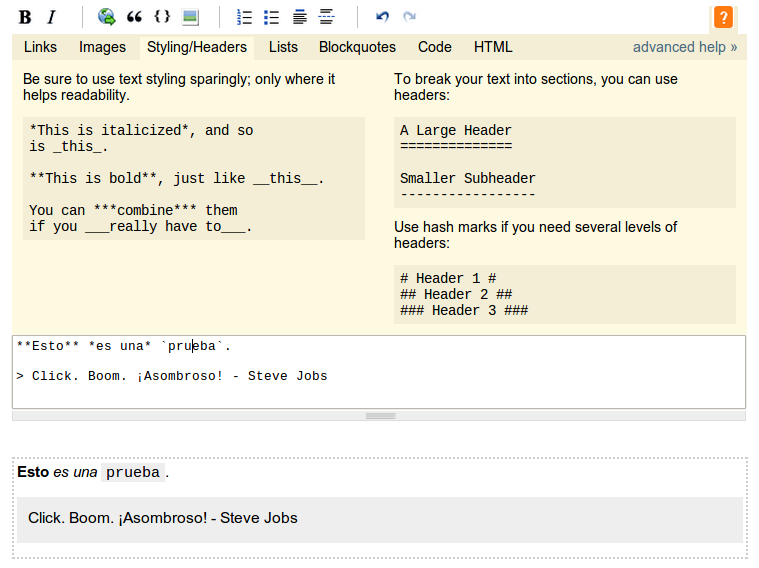 B I
?
Links Images Styling/Headers Lists Blockquotes Code HTML advanced help »
Be sure to use text styling sparingly; only where it
helps readability.
*This is italicized*, and so
is _this_.
**This is bold**, just like __this__.
You can ***combine*** them
if you ___really have to___.
To break your text into sections, you can use
headers:
A Large Header
==============
Smaller Subheader
-----------------
Use hash marks if you need several levels of
headers:
# Header 1 #
## Header 2 ##
### Header 3 ###
**Esto** *es una* `prueba`.
> Click. Boom. ¡Asombroso! - Steve Jobs
Esto es una prueba.
Click. Boom. ¡Asombroso! - Steve Jobs